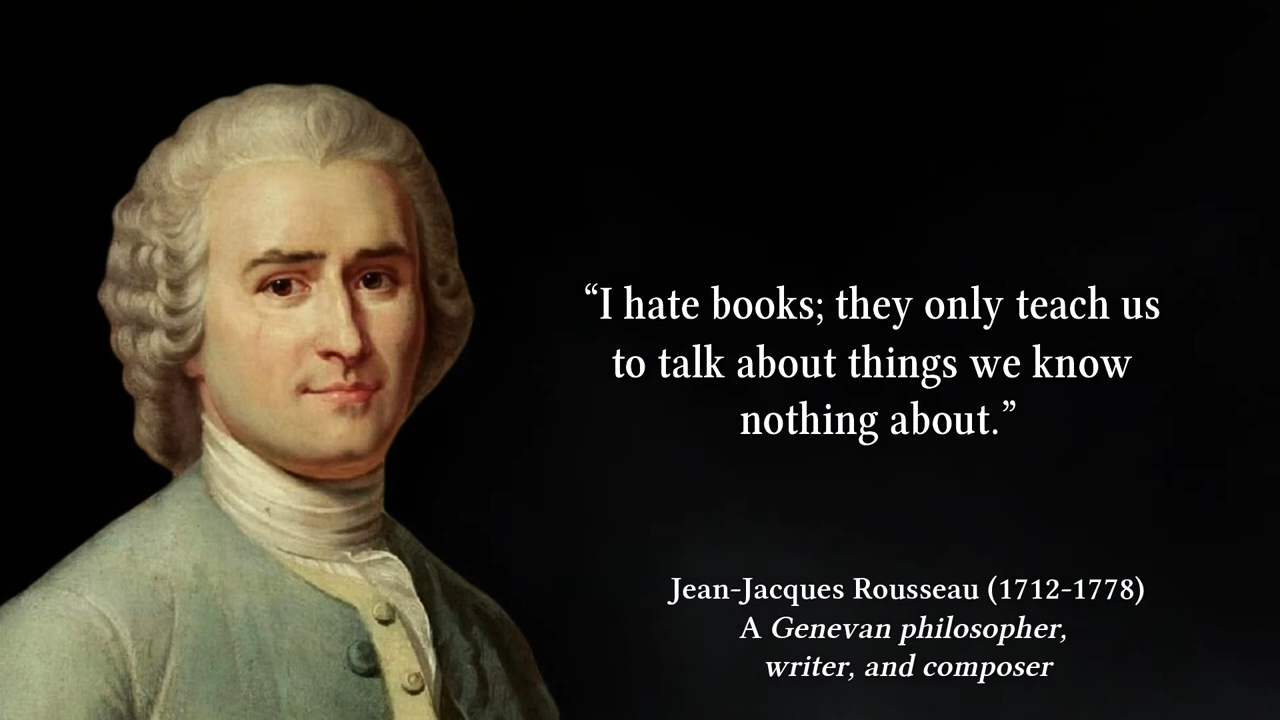 “I hate books; they only teach us
to talk about things we know
nothing about.”
Jean-Jacques Rousseau (1712-1778)
A Genevan philosopher,
writer, and composer